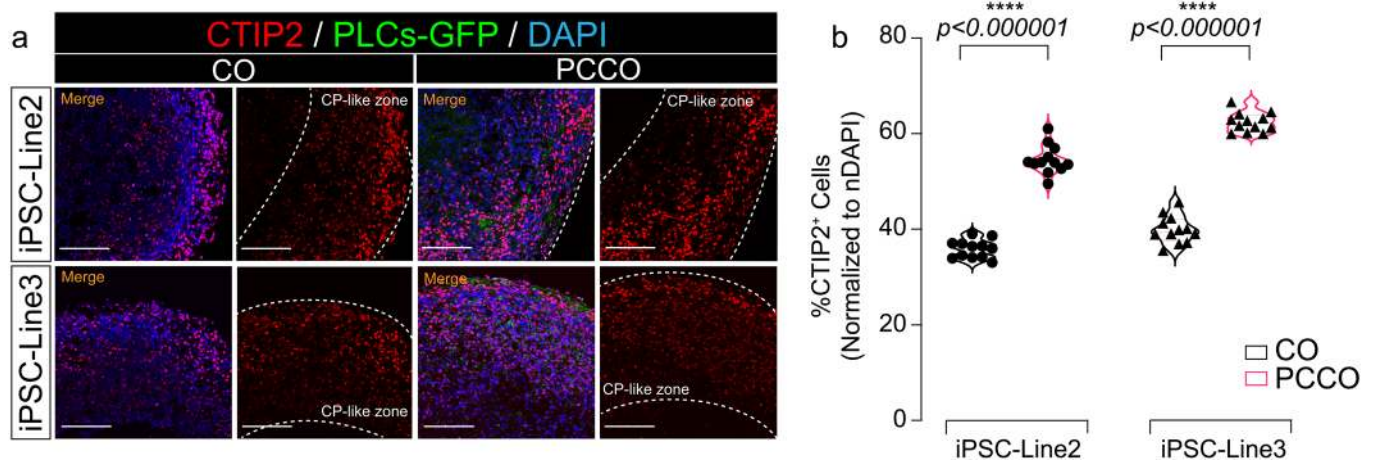 a
CTIP2 / PLCs-GFP / DAPI
CO
PCCO
iPSC-Line2
Merge
CP-like zone
Merge
CP-like zone
iPSC-Line3
Merge
CP-like zone
Merge
CP-like zone
b
****
p<0.000001
****
p<0.000001
%CTIP2⁺ Cells
(Normalized to nDAPI)
80
60
40
20
0
CO
PCCO
iPSC-Line2
iPSC-Line3